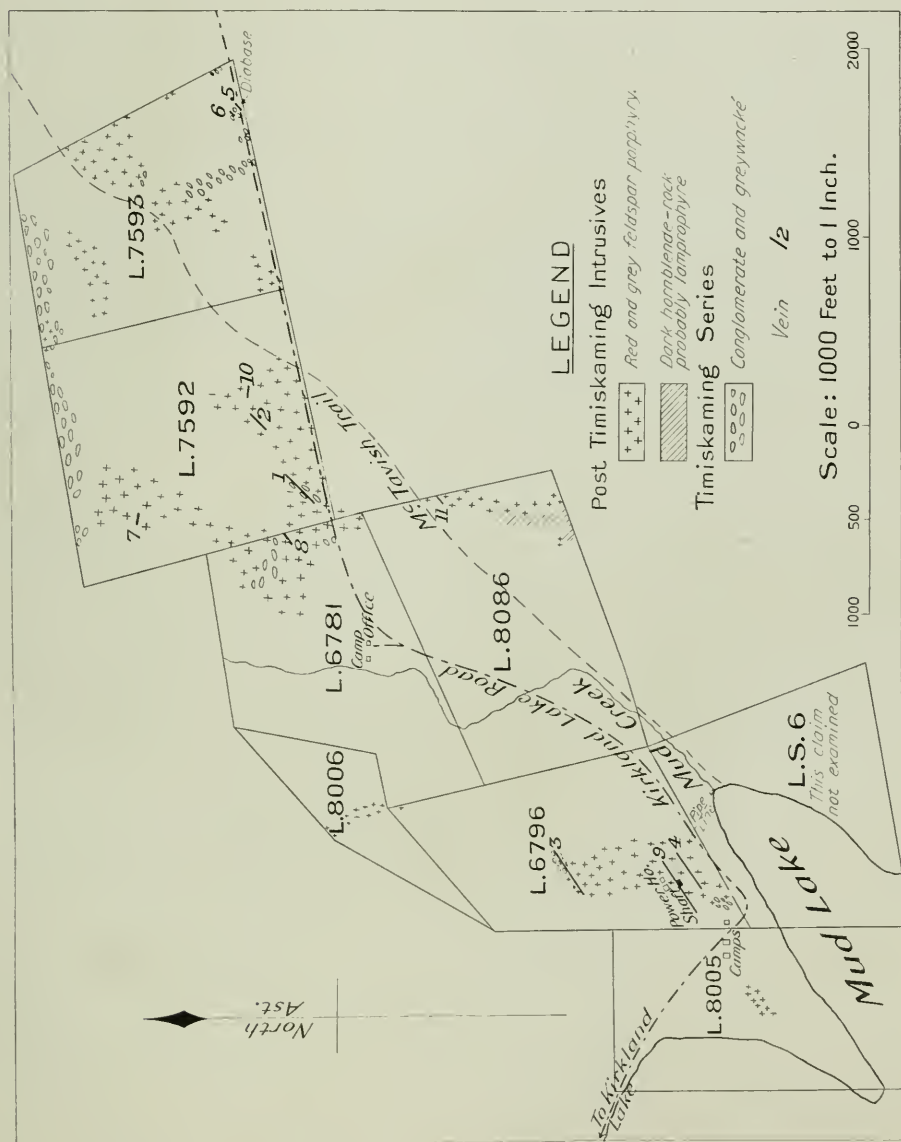 North
Ast.
To Kirkland
Lake
L.8005
Camps
Mud Lake
L.6796
3
Power Ho.
9
Shaft
4
Pipe
Line
L.8006
Kirkland Lake Road
Mud Creek
L.S.6
This claim
not examined
L.6781
Camp
Office
L.8086
McTavish Trail
11
8
1
7
L.7592
12
10
L.7593
6
5
Diabase
LEGEND
Post Timiskaming Intrusives
Red and grey feldspar porphyry.
Dark hornblende-rock
probably lamprophyre
Timiskaming Series
Conglomerate and greywacké
Vein 12
Scale: 1000 Feet to 1 Inch.
1000 500 0 1000 2000